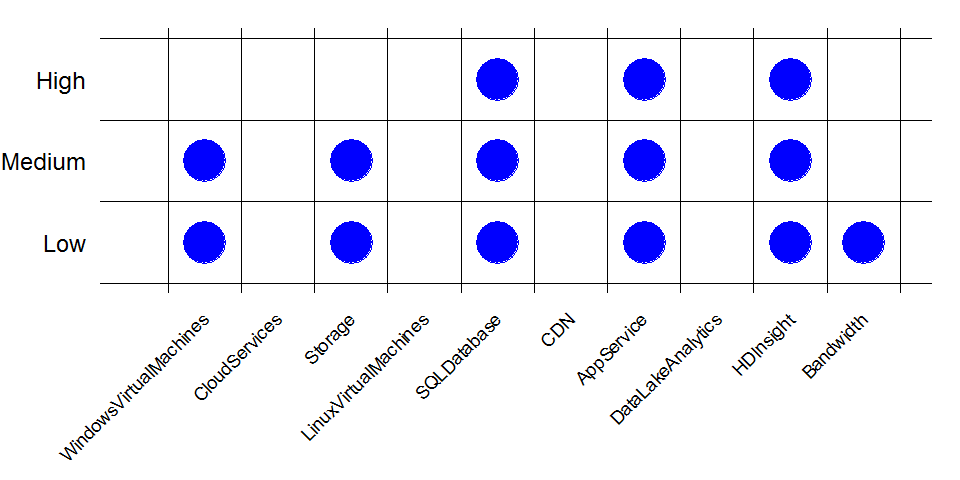 High
Medium
Low
WindowsVirtualMachines
CloudServices
Storage
LinuxVirtualMachines
SQLDatabase
CDN
AppService
DataLakeAnalytics
HDInsight
Bandwidth